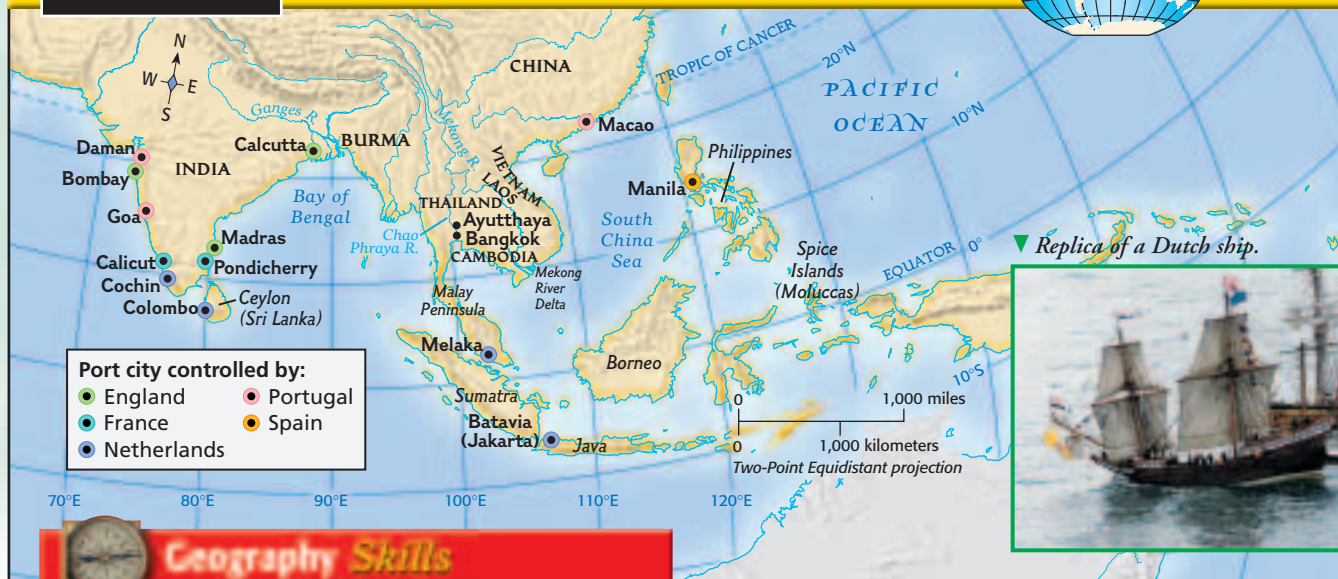 N
W
E
S
CHINA
TROPIC OF CANCER
20°N
PACIFIC
OCEAN
10°N
Ganges R.
Mekong R.
Macao
Daman
Bombay
INDIA
Calcutta
BURMA
VIETNAM
LAOS
Philippines
Manila
Goa
Bay of
Bengal
THAILAND
Ayutthaya
Bangkok
Chao
Phraya R.
CAMBODIA
South
China
Sea
Madras
Calicut
Pondicherry
Cochin
Colombo
Ceylon
(Sri Lanka)
Malay
Peninsula
Mekong
River
Delta
Spice
Islands
(Moluccas)
EQUATOR 0°
▼ Replica of a Dutch ship.
Melaka
Borneo
10°S
Sumatra
Batavia
(Jakarta)
Java
Port city controlled by:
England
Portugal
France
Spain
Netherlands
0
1,000 miles
0
1,000 kilometers
Two-Point Equidistant projection
70°E
80°E
90°E
100°E
110°E
120°E
Geography Skills